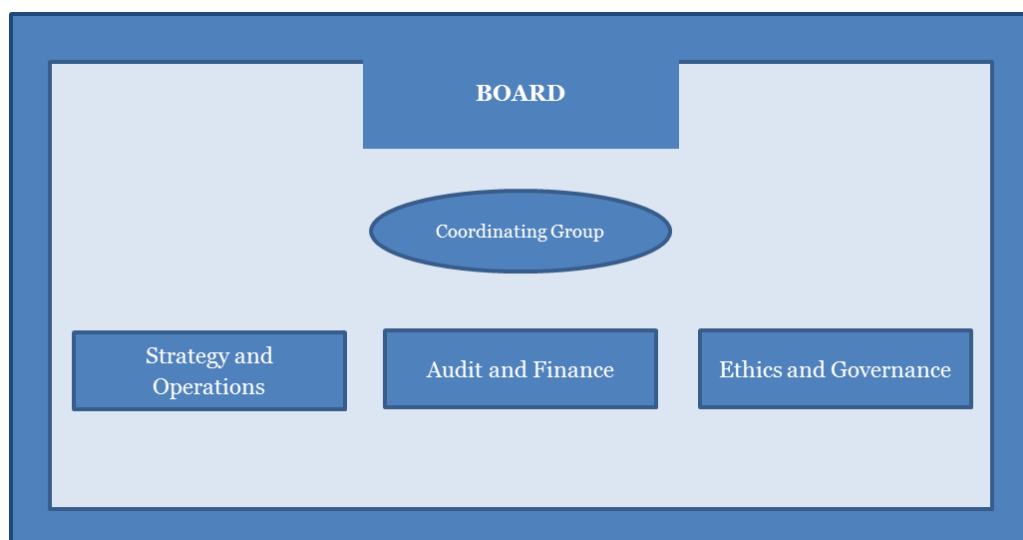 BOARD
Coordinating Group
Strategy and
Operations
Audit and Finance
Ethics and Governance